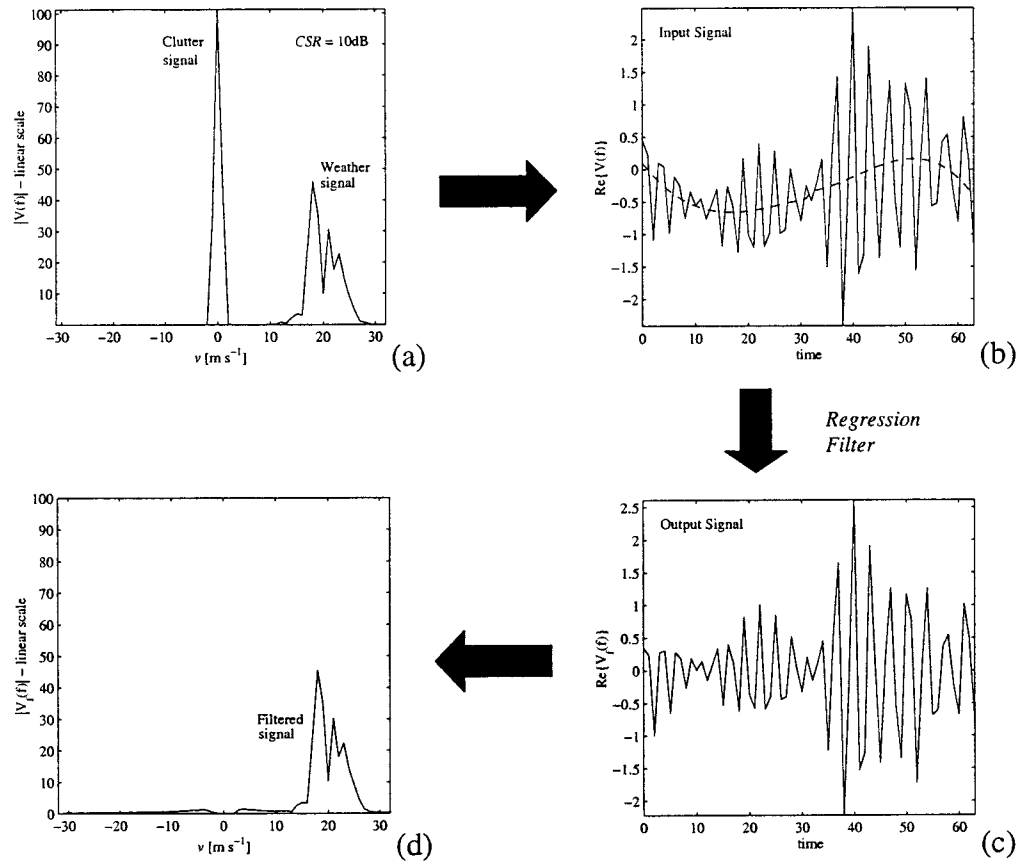 100
90
80
70
60
50
40
30
20
10
|V(f)| – linear scale
Clutter
signal
CSR = 10dB
Weather
signal
−30 −20 −10 0 10 20 30
v [m s⁻¹]
(a)
2
1.5
1
0.5
0
−0.5
−1
−1.5
−2
Re{V(f)}
Input Signal
0 10 20 30 40 50 60
time
(b)
Regression
Filter
100
90
80
70
60
50
40
30
20
10
0
|V_f(f)| – linear scale
Filtered
signal
−30 −20 −10 0 10 20 30
v [m s⁻¹]
(d)
2.5
2
1.5
1
0.5
0
−0.5
−1
−1.5
−2
Re{V_f(f)}
Output Signal
0 10 20 30 40 50 60
time
(c)